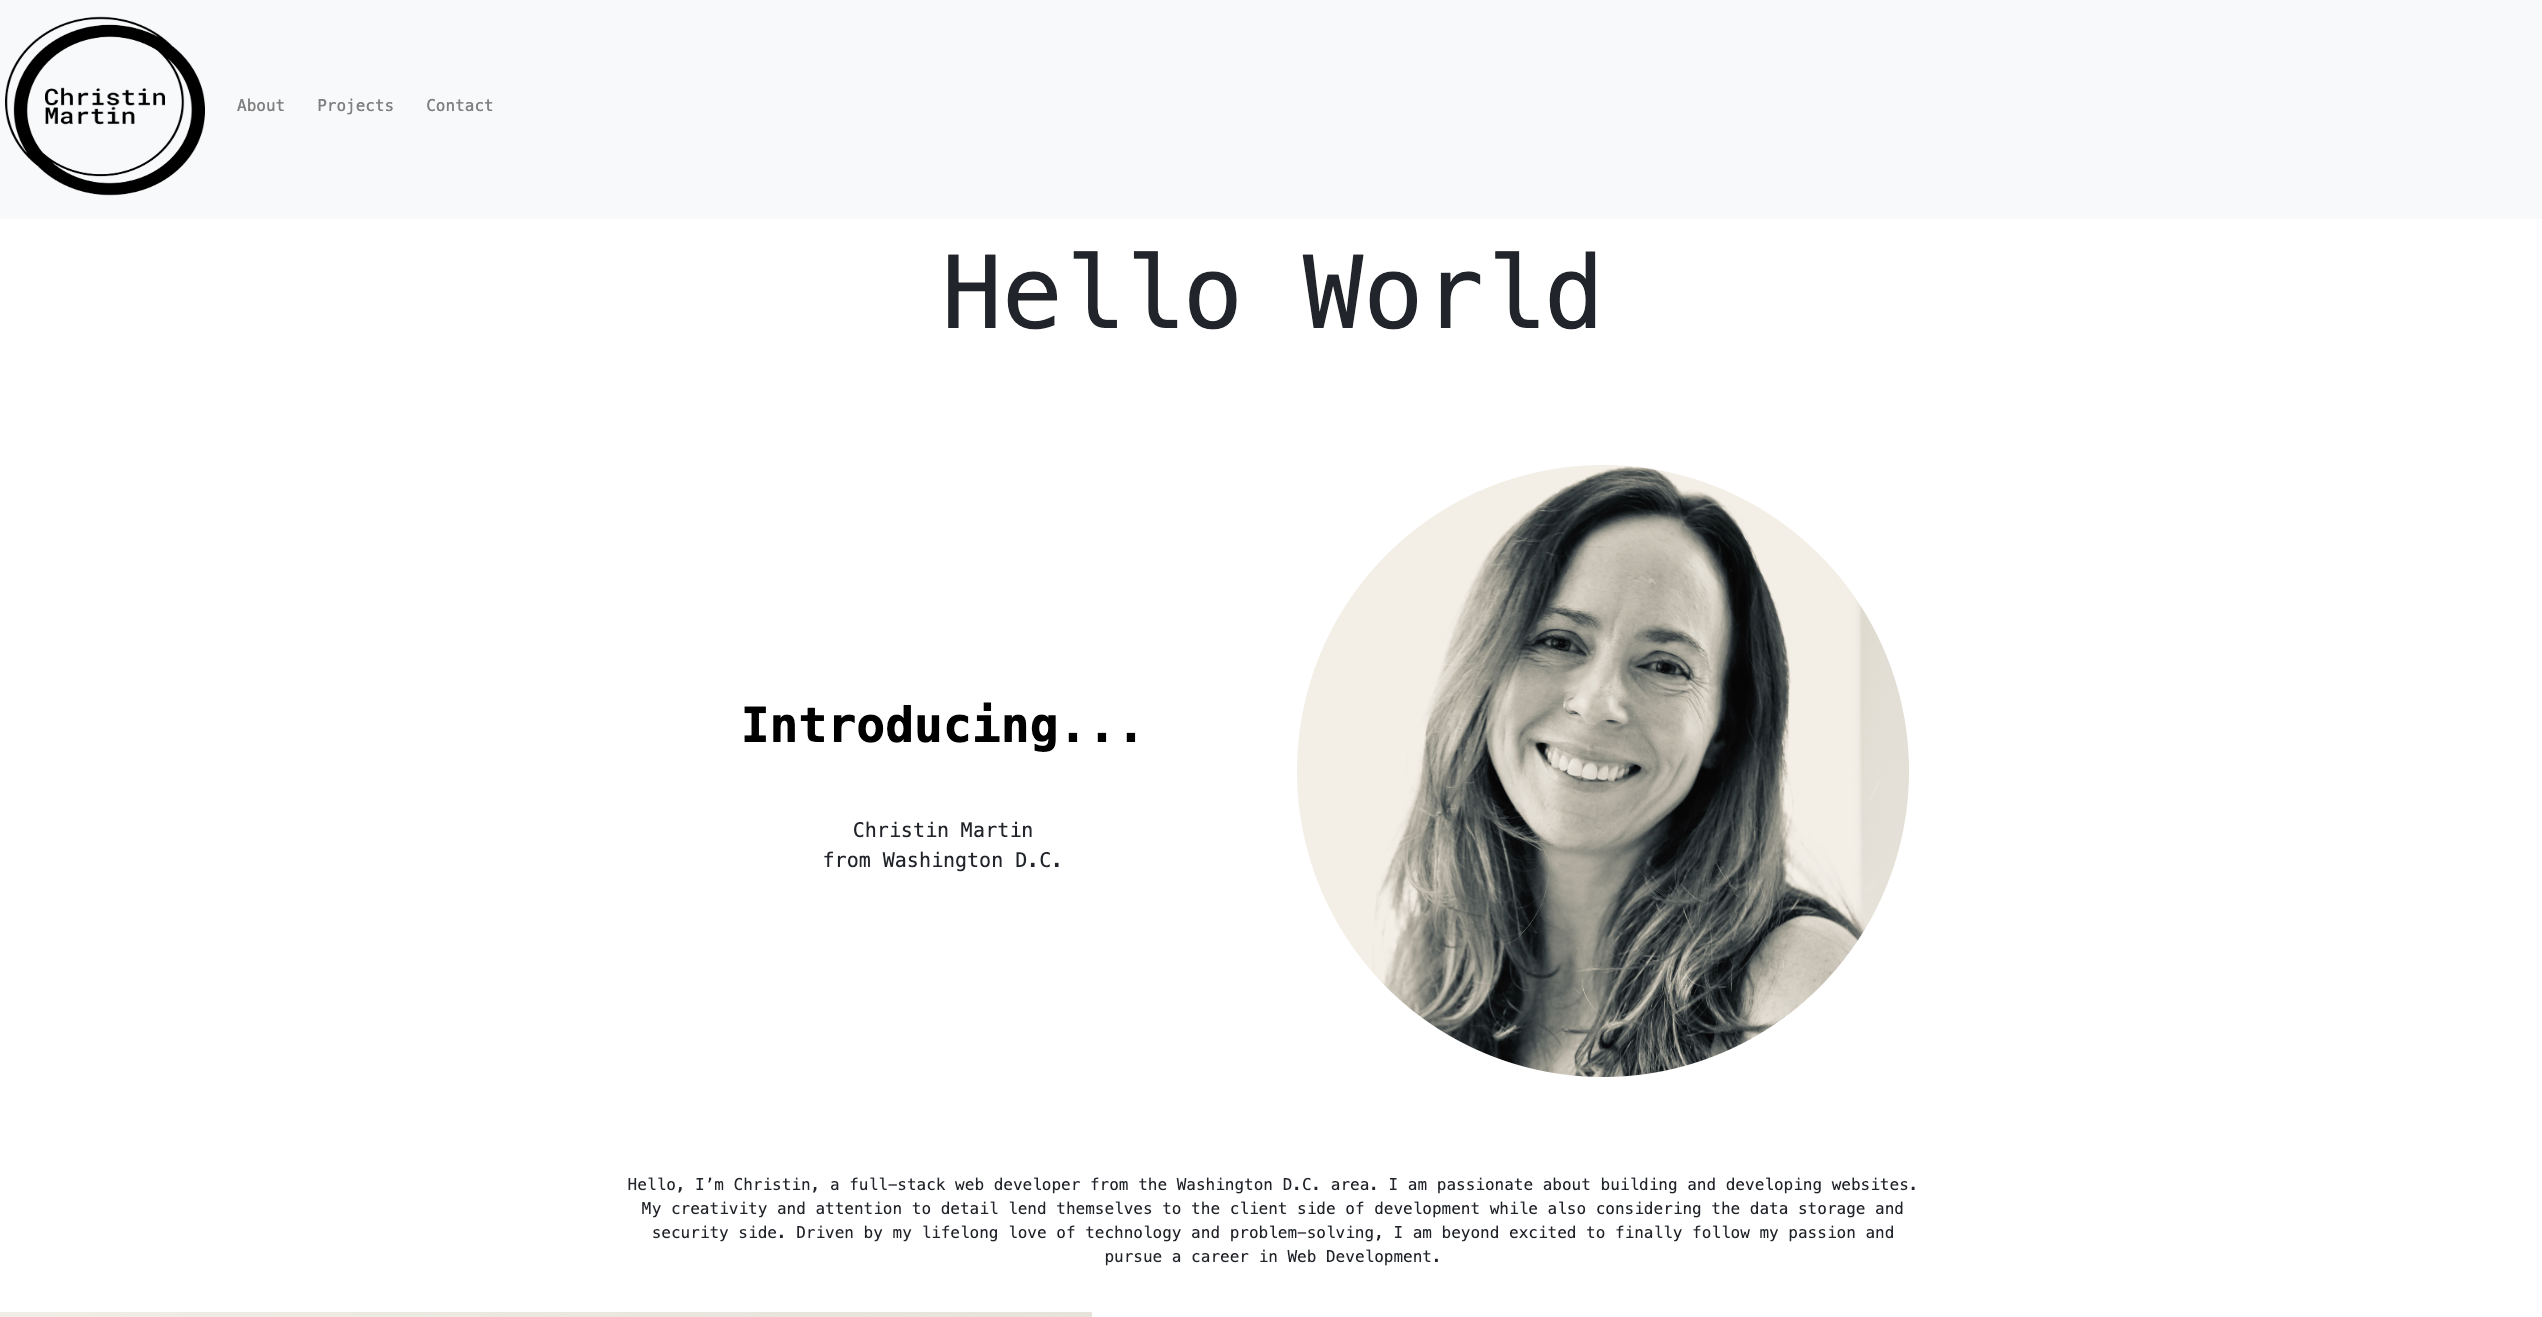 Christin
Martin
About Projects Contact
Hello World
Introducing...
Christin Martin
from Washington D.C.
Hello, I’m Christin, a full-stack web developer from the Washington D.C. area. I am passionate about building and developing websites.
My creativity and attention to detail lend themselves to the client side of development while also considering the data storage and
security side. Driven by my lifelong love of technology and problem-solving, I am beyond excited to finally follow my passion and
pursue a career in Web Development.